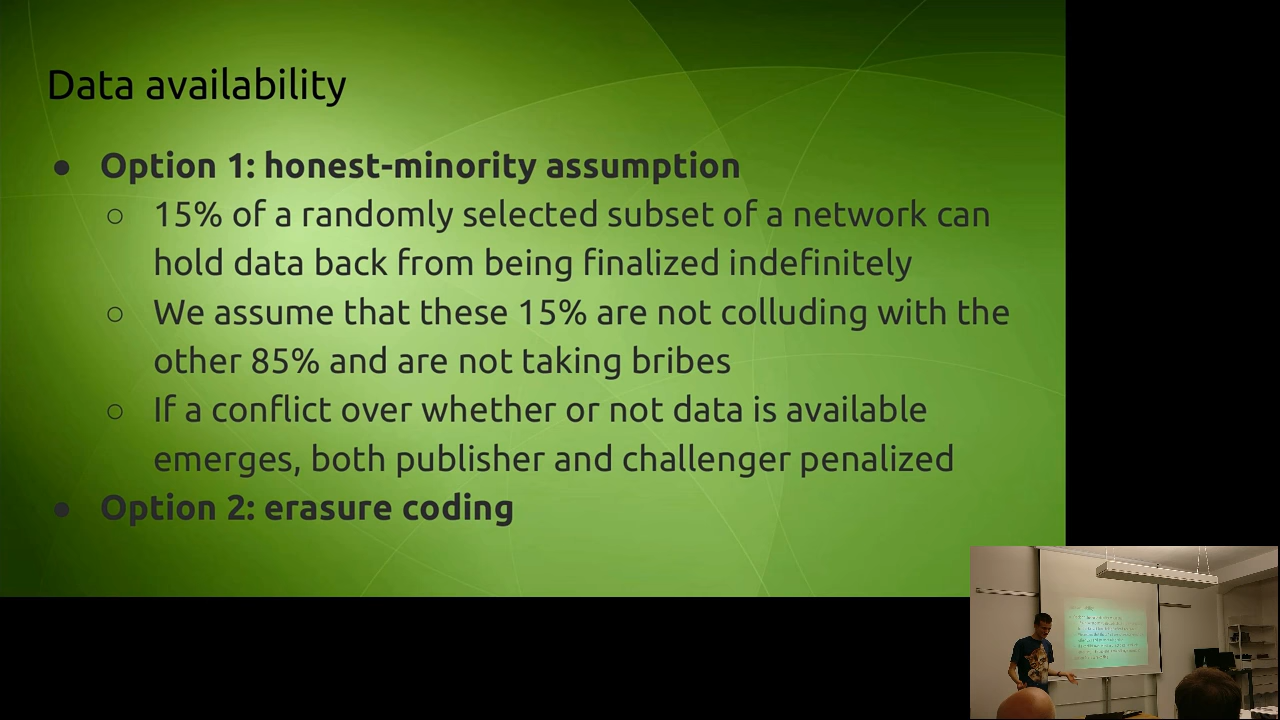 Data availability
● Option 1: honest-minority assumption
○ 15% of a randomly selected subset of a network can
hold data back from being finalized indefinitely
○ We assume that these 15% are not colluding with the
other 85% and are not taking bribes
○ If a conflict over whether or not data is available
emerges, both publisher and challenger penalized
● Option 2: erasure coding